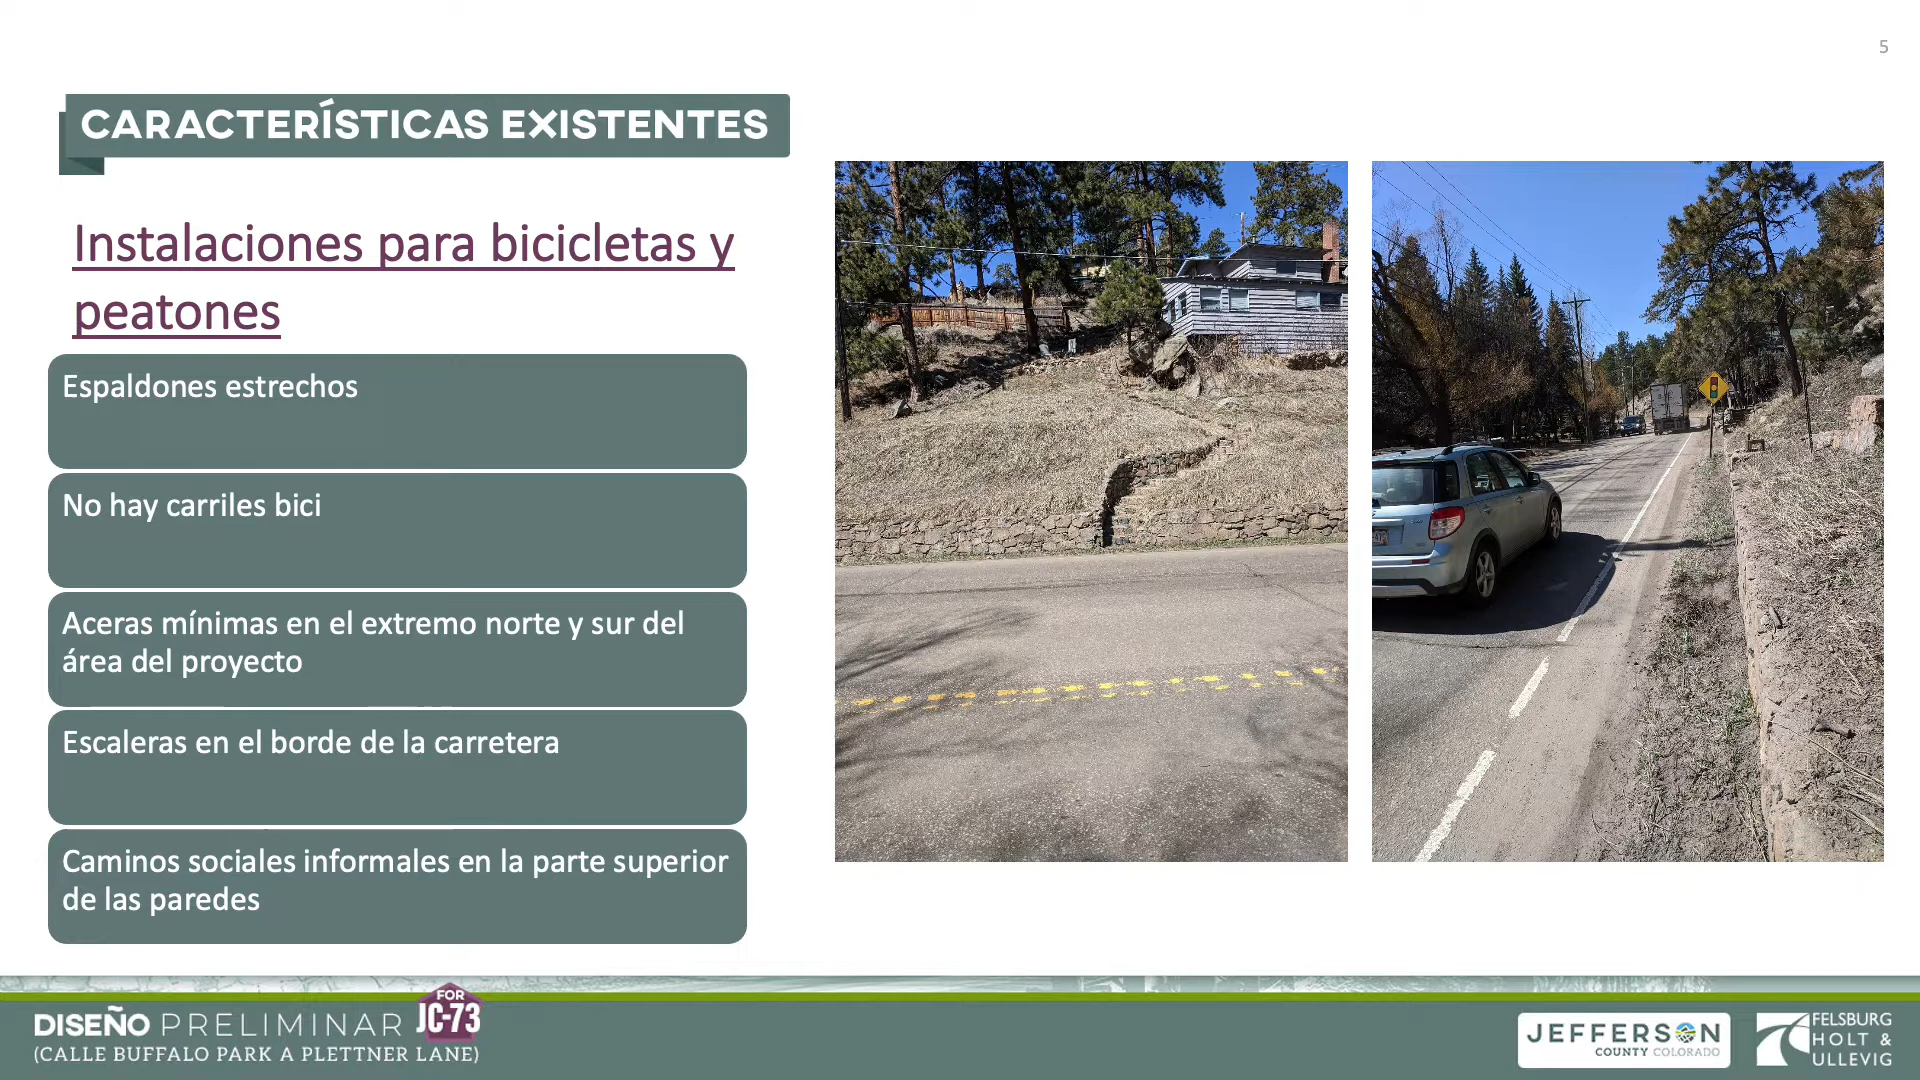 5
CARACTERÍSTICAS EXISTENTES
Instalaciones para bicicletas y
peatones
Espaldones estrechos
No hay carriles bici
Aceras mínimas en el extremo norte y sur del
área del proyecto
Escaleras en el borde de la carretera
Caminos sociales informales en la parte superior
de las paredes
DISEÑO PRELIMINAR FOR JC-73
(CALLE BUFFALO PARK A PLETTNER LANE)
JEFFERSON
COUNTY COLORADO
FELSBURG
HOLT &
ULLEVIG